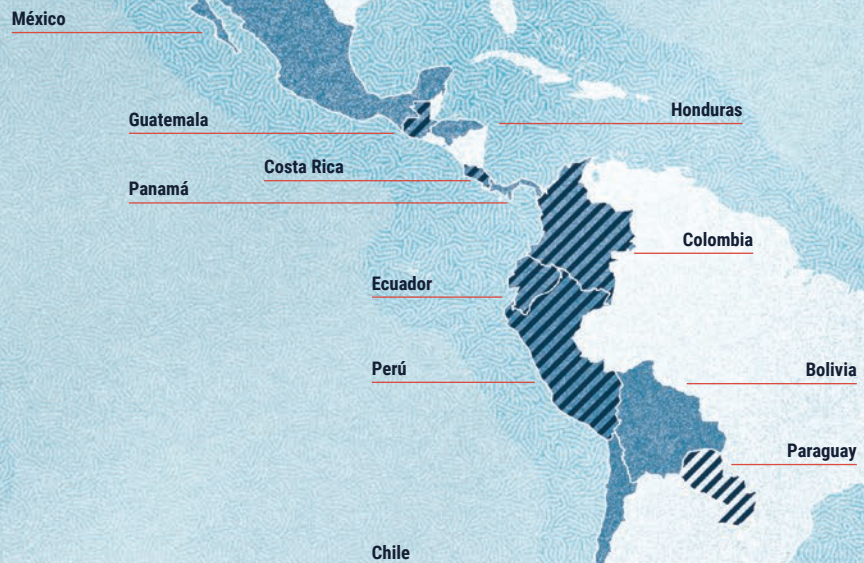 México
Honduras
Guatemala
Costa Rica
Panamá
Colombia
Ecuador
Perú
Bolivia
Paraguay
Chile